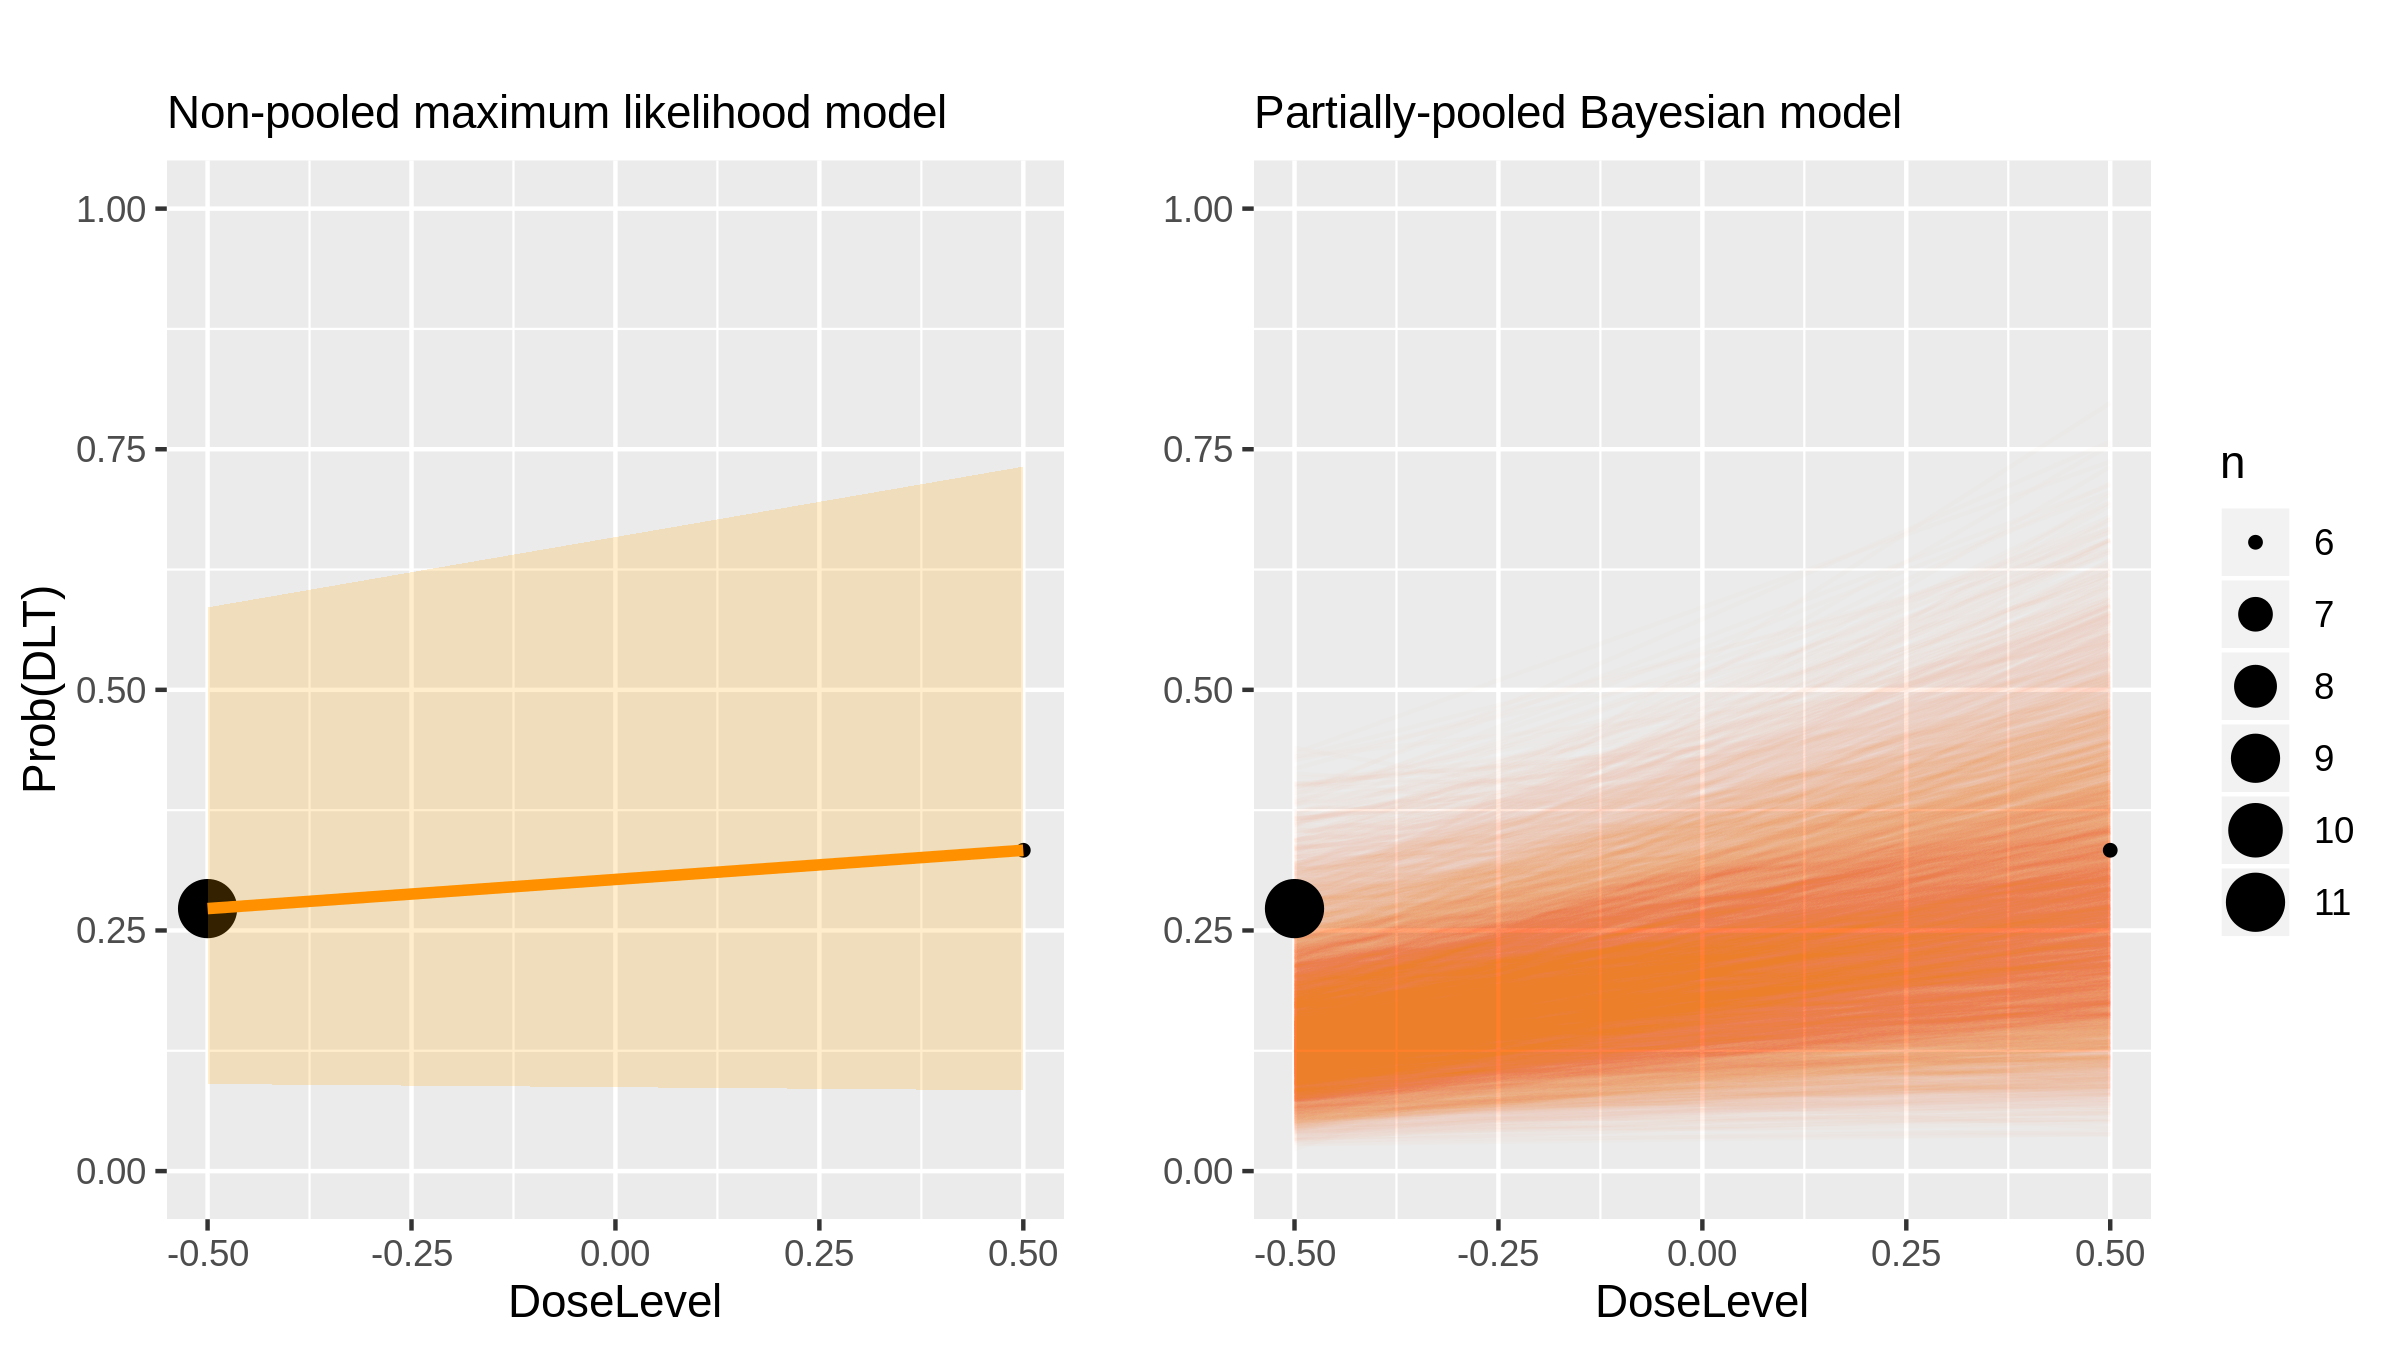 Non-pooled maximum likelihood model
Partially-pooled Bayesian model
Prob(DLT)
1.00
0.75
0.50
0.25
0.00
-0.50 -0.25 0.00 0.25 0.50
DoseLevel
1.00
0.75
0.50
0.25
0.00
-0.50 -0.25 0.00 0.25 0.50
DoseLevel
n
6
7
8
9
10
11